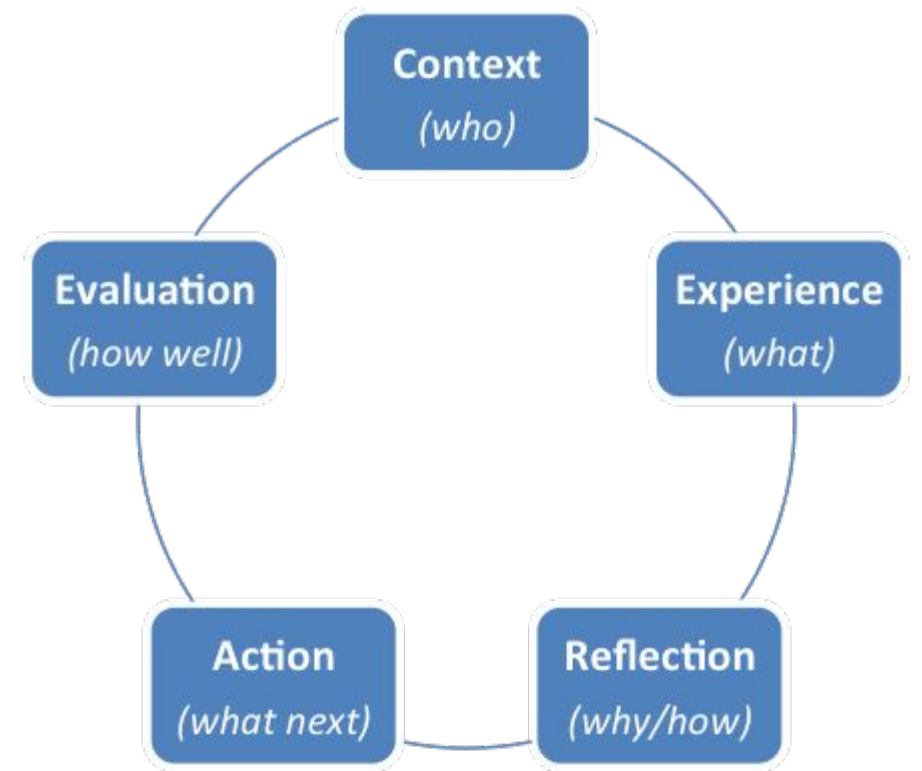 Context
(who)
Experience
(what)
Reflection
(why/how)
Action
(what next)
Evaluation
(how well)